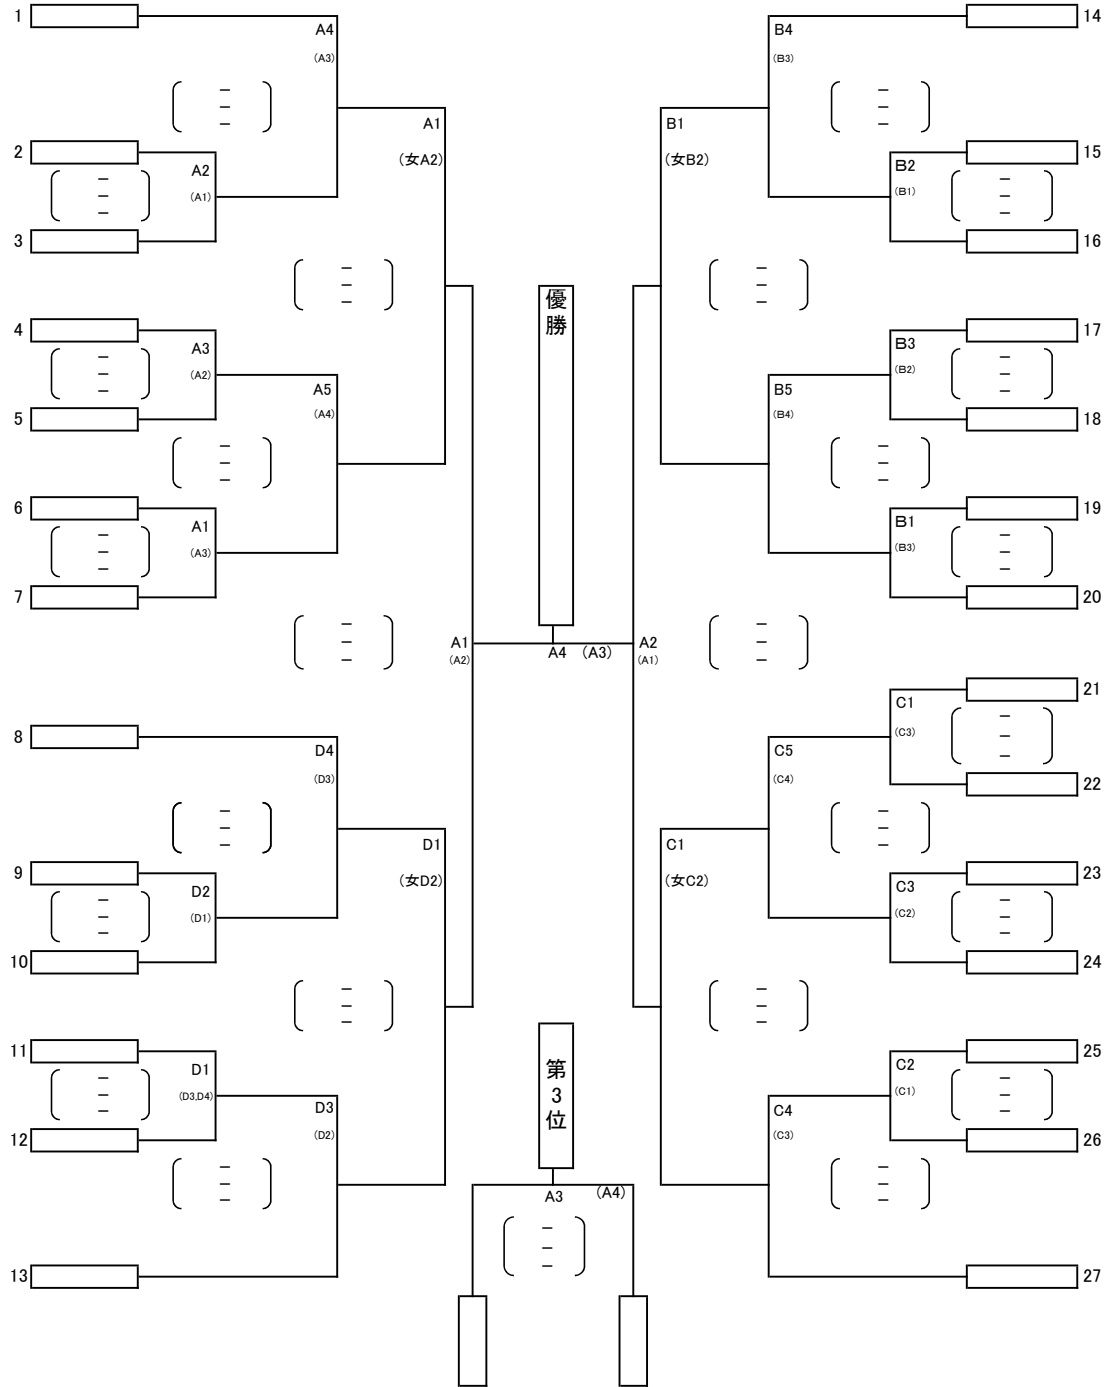 1
A4
(A3)
B4
(B3)
14
A1
(女A2)
B1
(女B2)
2
A2
(A1)
B2
(B1)
15
3
16
優勝
4
A3
(A2)
B3
(B2)
17
A5
(A4)
B5
(B4)
5
18
6
A1
(A3)
B1
(B3)
19
7
20
A1
(A2)
A4 (A3)
A2
(A1)
8
D4
(D3)
C1
(C3)
21
C5
(C4)
22
D1
(女D2)
C1
(女C2)
9
D2
(D1)
C3
(C2)
23
10
24
第3位
11
D1
(D3,D4)
C2
(C1)
25
D3
(D2)
C4
(C3)
12
26
A3 (A4)
13
27